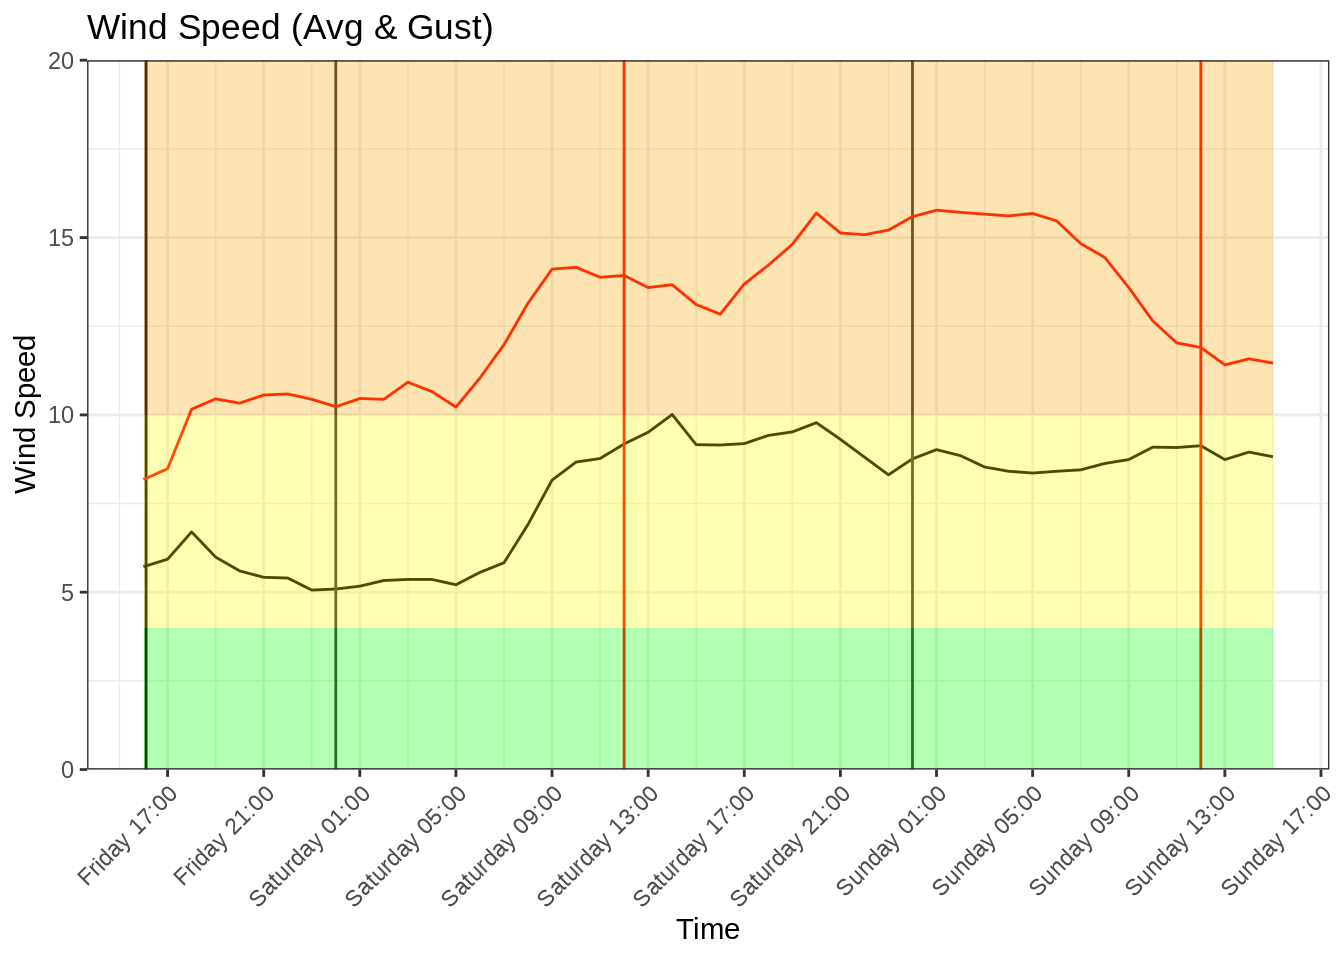 Wind Speed (Avg & Gust)
20
15
10
5
0
Wind Speed
Friday 17:00
Friday 21:00
Saturday 01:00
Saturday 05:00
Saturday 09:00
Saturday 13:00
Saturday 17:00
Saturday 21:00
Sunday 01:00
Sunday 05:00
Sunday 09:00
Sunday 13:00
Sunday 17:00
Time